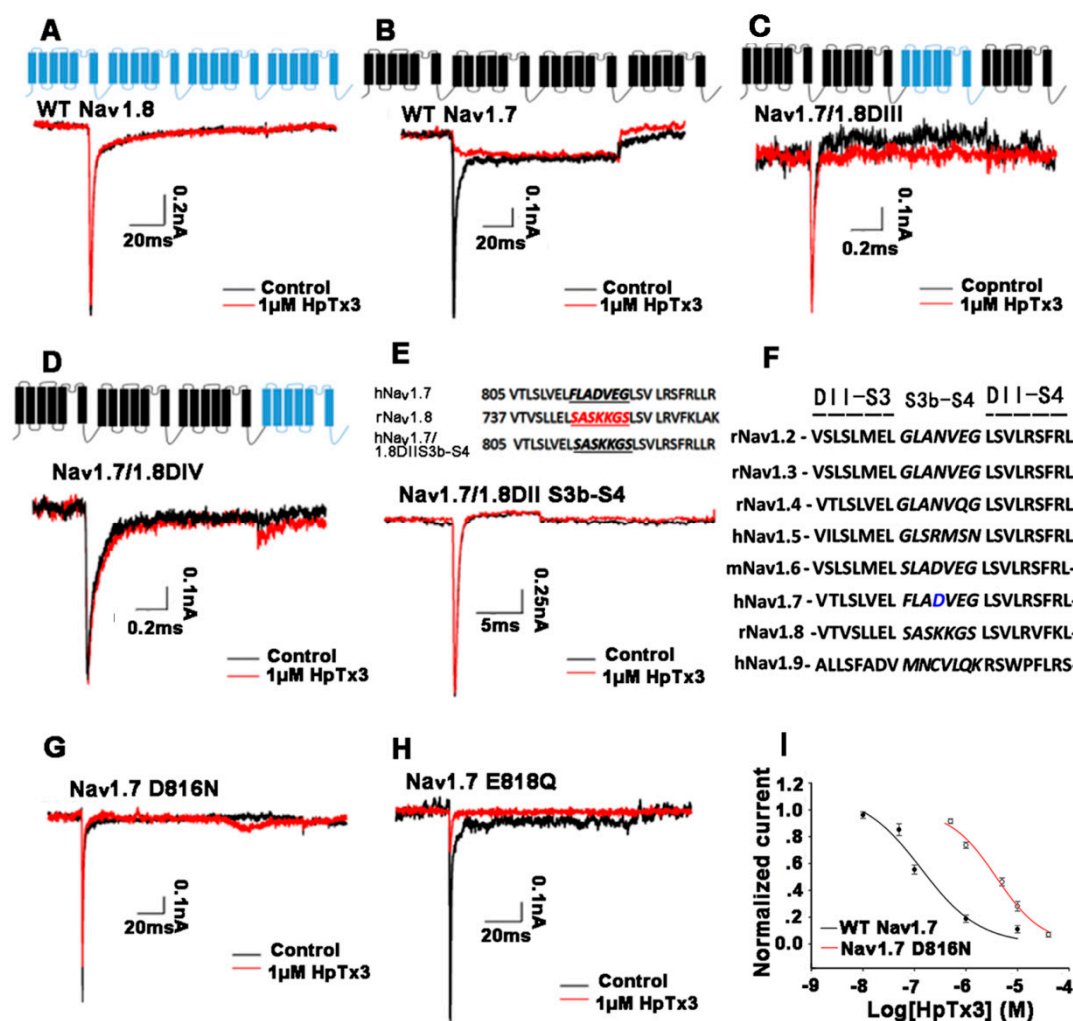 A
WT Nav1.8
0.2nA
20ms
Control
1µM HpTx3
B
WT Nav1.7
0.1nA
20ms
Control
1µM HpTx3
C
Nav1.7/1.8DIII
0.1nA
0.2ms
Copntrol
1µM HpTx3
D
Nav1.7/1.8DIV
0.1nA
0.2ms
Control
1µM HpTx3
E
hNav1.7 805 VTLSLVELFLADVEGLSV LRSFRLLR
rNav1.8 737 VTVSLLELSASKKGSLSVLRVFKLAK
hNav1.7/
1.8DIIS3b-S4 805 VTLSLVELSASKKGSLSVLRSFRLLR
Nav1.7/1.8DII S3b-S4
0.25nA
5ms
Control
1µM HpTx3
F
DII-S3 S3b-S4 DII-S4
rNav1.2 - VSLSLMEL GLANVEG LSVLRSFRL
rNav1.3 - VSLSLMEL GLANVEG LSVLRSFRL
rNav1.4 - VTLSLVEL GLANVQG LSVLRSFRL
hNav1.5 - VILSLMEL GLSRMSN LSVLRSFRL
mNav1.6 - VSLSLMEL SLADVEG LSVLRSFRL-
hNav1.7 - VTLSLVEL FLADVEG LSVLRSFRL-
rNav1.8 -VTVSLLEL SASKKGS LSVLRVFKL-
hNav1.9- ALLSFADV MNCVLQK RSWPFLRS-
G
Nav1.7 D816N
0.1nA
20ms
Control
1µM HpTx3
H
Nav1.7 E818Q
0.1nA
20ms
Control
1µM HpTx3
I
Normalized current
1.2
1.0
.8
.6
.4
.2
0.0
WT Nav1.7
Nav1.7 D816N
-8 -7 -6 -5 -4
Log[HpTx3] (M)